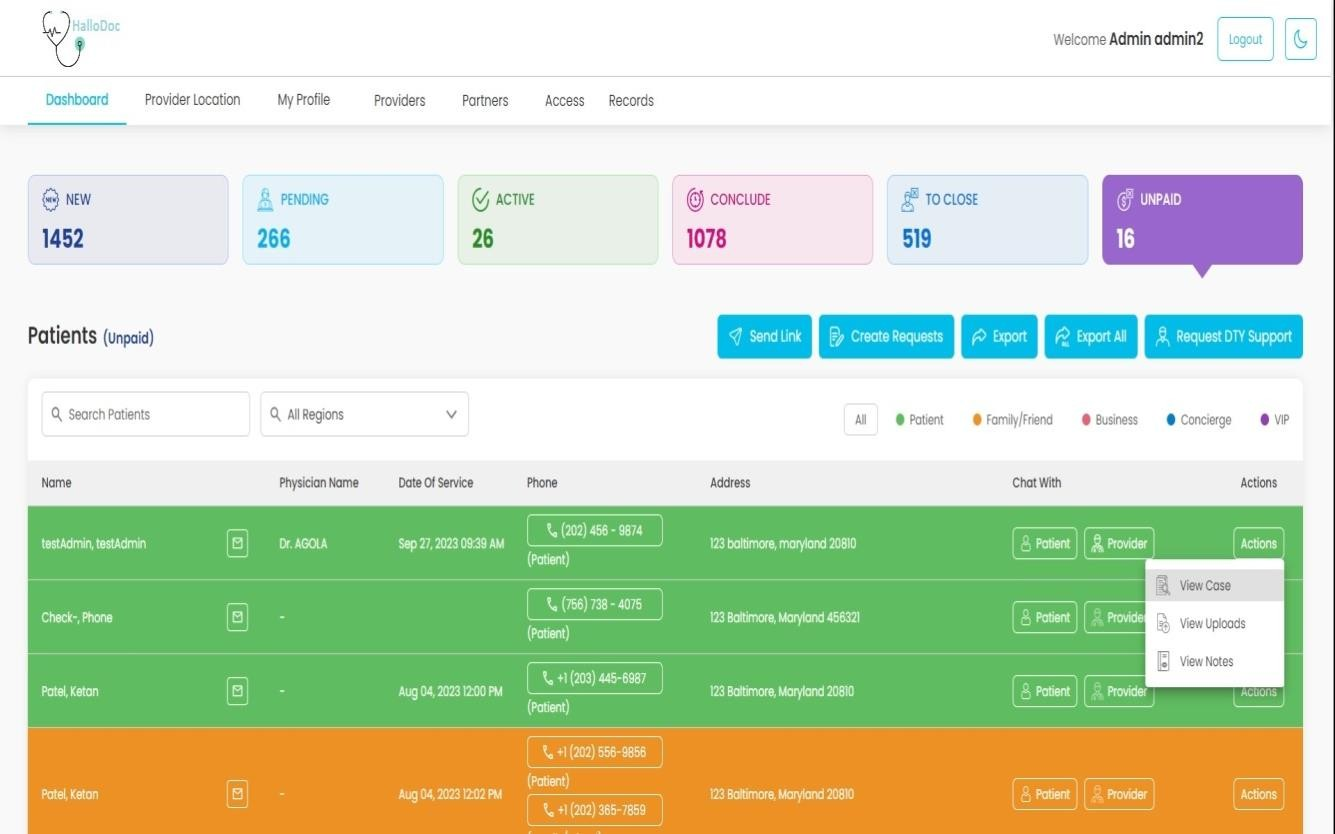 HalloDoc
Welcome Admin admin2 Logout
Dashboard Provider Location My Profile Providers Partners Access Records
NEW PENDING ACTIVE CONCLUDE TO CLOSE UNPAID
1452 266 26 1078 519 16
Patients (Unpaid) Send Link Create Requests Export Export All Request DTY Support
Search Patients All Regions All Patient Family/Friend Business Concierge VIP
Name Physician Name Date Of Service Phone Address Chat With Actions
(202) 456 - 9874
testAdmin, testAdmin Dr. AGOLA Sep 27, 2023 09:39 AM 123 baltimore, maryland 20810 Patient Provider Actions
(Patient)
View Case
(756) 738 - 4075
Check-, Phone - 123 Baltimore, Maryland 456321 Patient Provide View Uploads
(Patient)
View Notes
+1 (203) 445-6987
Patel, Ketan - Aug 04, 2023 12:00 PM 123 Baltimore, Maryland 20810 Patient Provider Actions
(Patient)
+1 (202) 556-9856
(Patient)
Patel, Ketan - Aug 04, 2023 12:02 PM 123 Baltimore, Maryland 20810 Patient Provider Actions
+1 (202) 365-7859